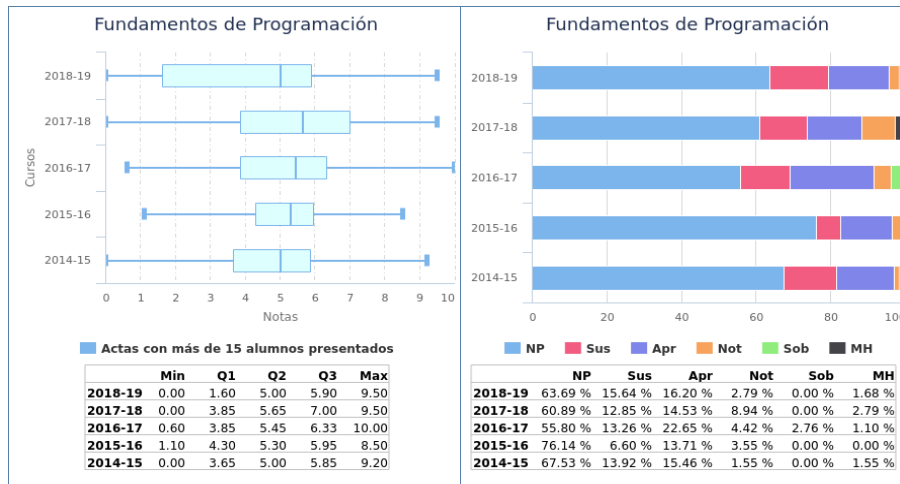 Fundamentos de Programación
2018-19
2017-18
2016-17
2015-16
2014-15
Cursos
0 1 2 3 4 5 6 7 8 9 10
Notas
Actas con más de 15 alumnos presentados
Min Q1 Q2 Q3 Max
2018-19 0.00 1.60 5.00 5.90 9.50
2017-18 0.00 3.85 5.65 7.00 9.50
2016-17 0.60 3.85 5.45 6.33 10.00
2015-16 1.10 4.30 5.30 5.95 8.50
2014-15 0.00 3.65 5.00 5.85 9.20
Fundamentos de Programación
2018-19
2017-18
2016-17
2015-16
2014-15
0 20 40 60 80 100
NP Sus Apr Not Sob MH
NP Sus Apr Not Sob MH
2018-19 63.69 % 15.64 % 16.20 % 2.79 % 0.00 % 1.68 %
2017-18 60.89 % 12.85 % 14.53 % 8.94 % 0.00 % 2.79 %
2016-17 55.80 % 13.26 % 22.65 % 4.42 % 2.76 % 1.10 %
2015-16 76.14 % 6.60 % 13.71 % 3.55 % 0.00 % 0.00 %
2014-15 67.53 % 13.92 % 15.46 % 1.55 % 0.00 % 1.55 %